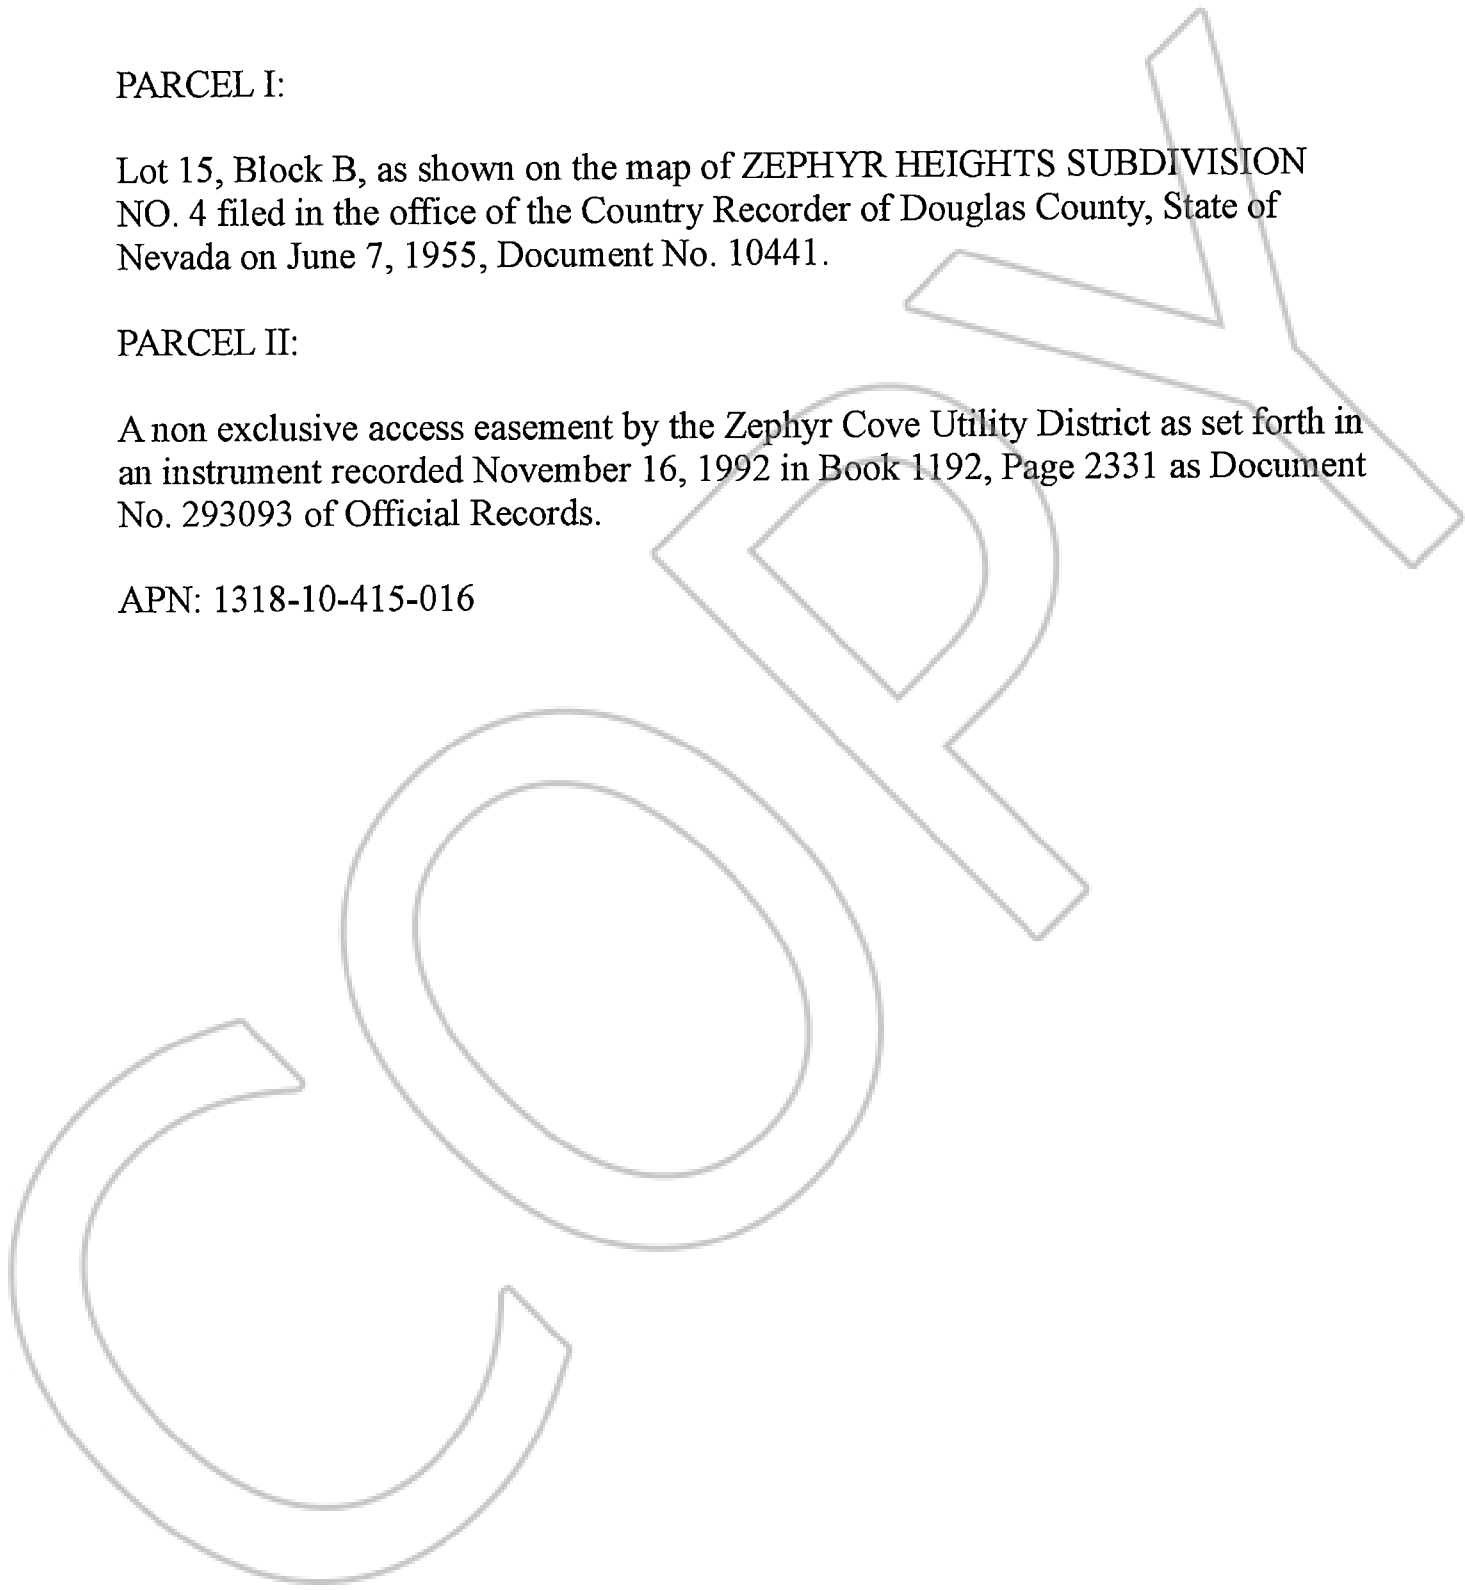 PARCEL I:
Lot 15, Block B, as shown on the map of ZEPHYR HEIGHTS SUBDIVISION
NO. 4 filed in the office of the Country Recorder of Douglas County, State of
Nevada on June 7, 1955, Document No. 10441.
PARCEL II:
A non exclusive access easement by the Zephyr Cove Utility District as set forth in
an instrument recorded November 16, 1992 in Book 1192, Page 2331 as Document
No. 293093 of Official Records.
APN: 1318-10-415-016
COPY